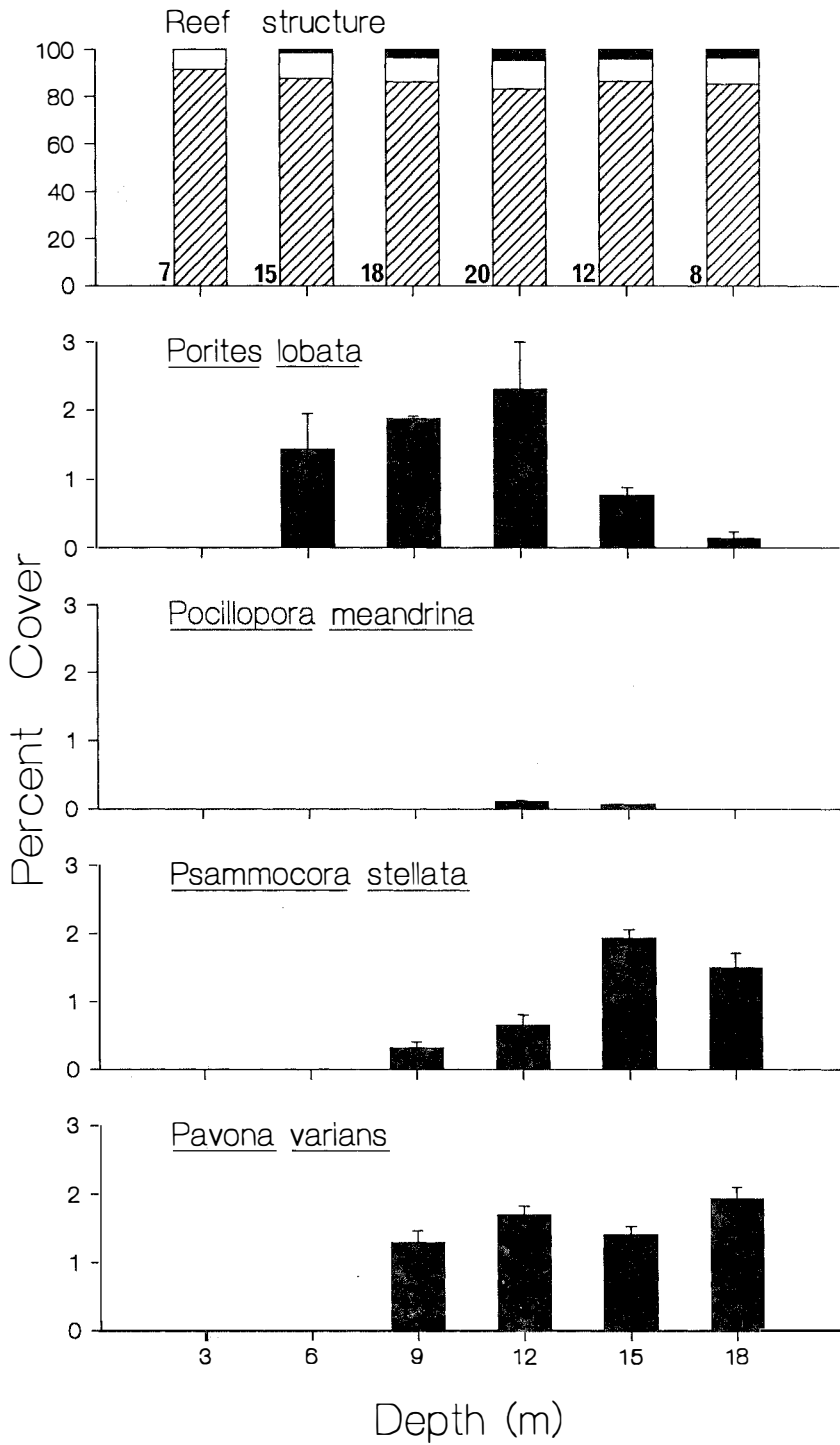 Reef structure
100
80
60
40
20
0
7 15 18 20 12 8
Porites lobata
3
2
1
0
Pocillopora meandrina
3
2
1
0
Psammocora stellata
3
2
1
0
Pavona varians
3
2
1
0
3 6 9 12 15 18
Percent Cover
Depth (m)